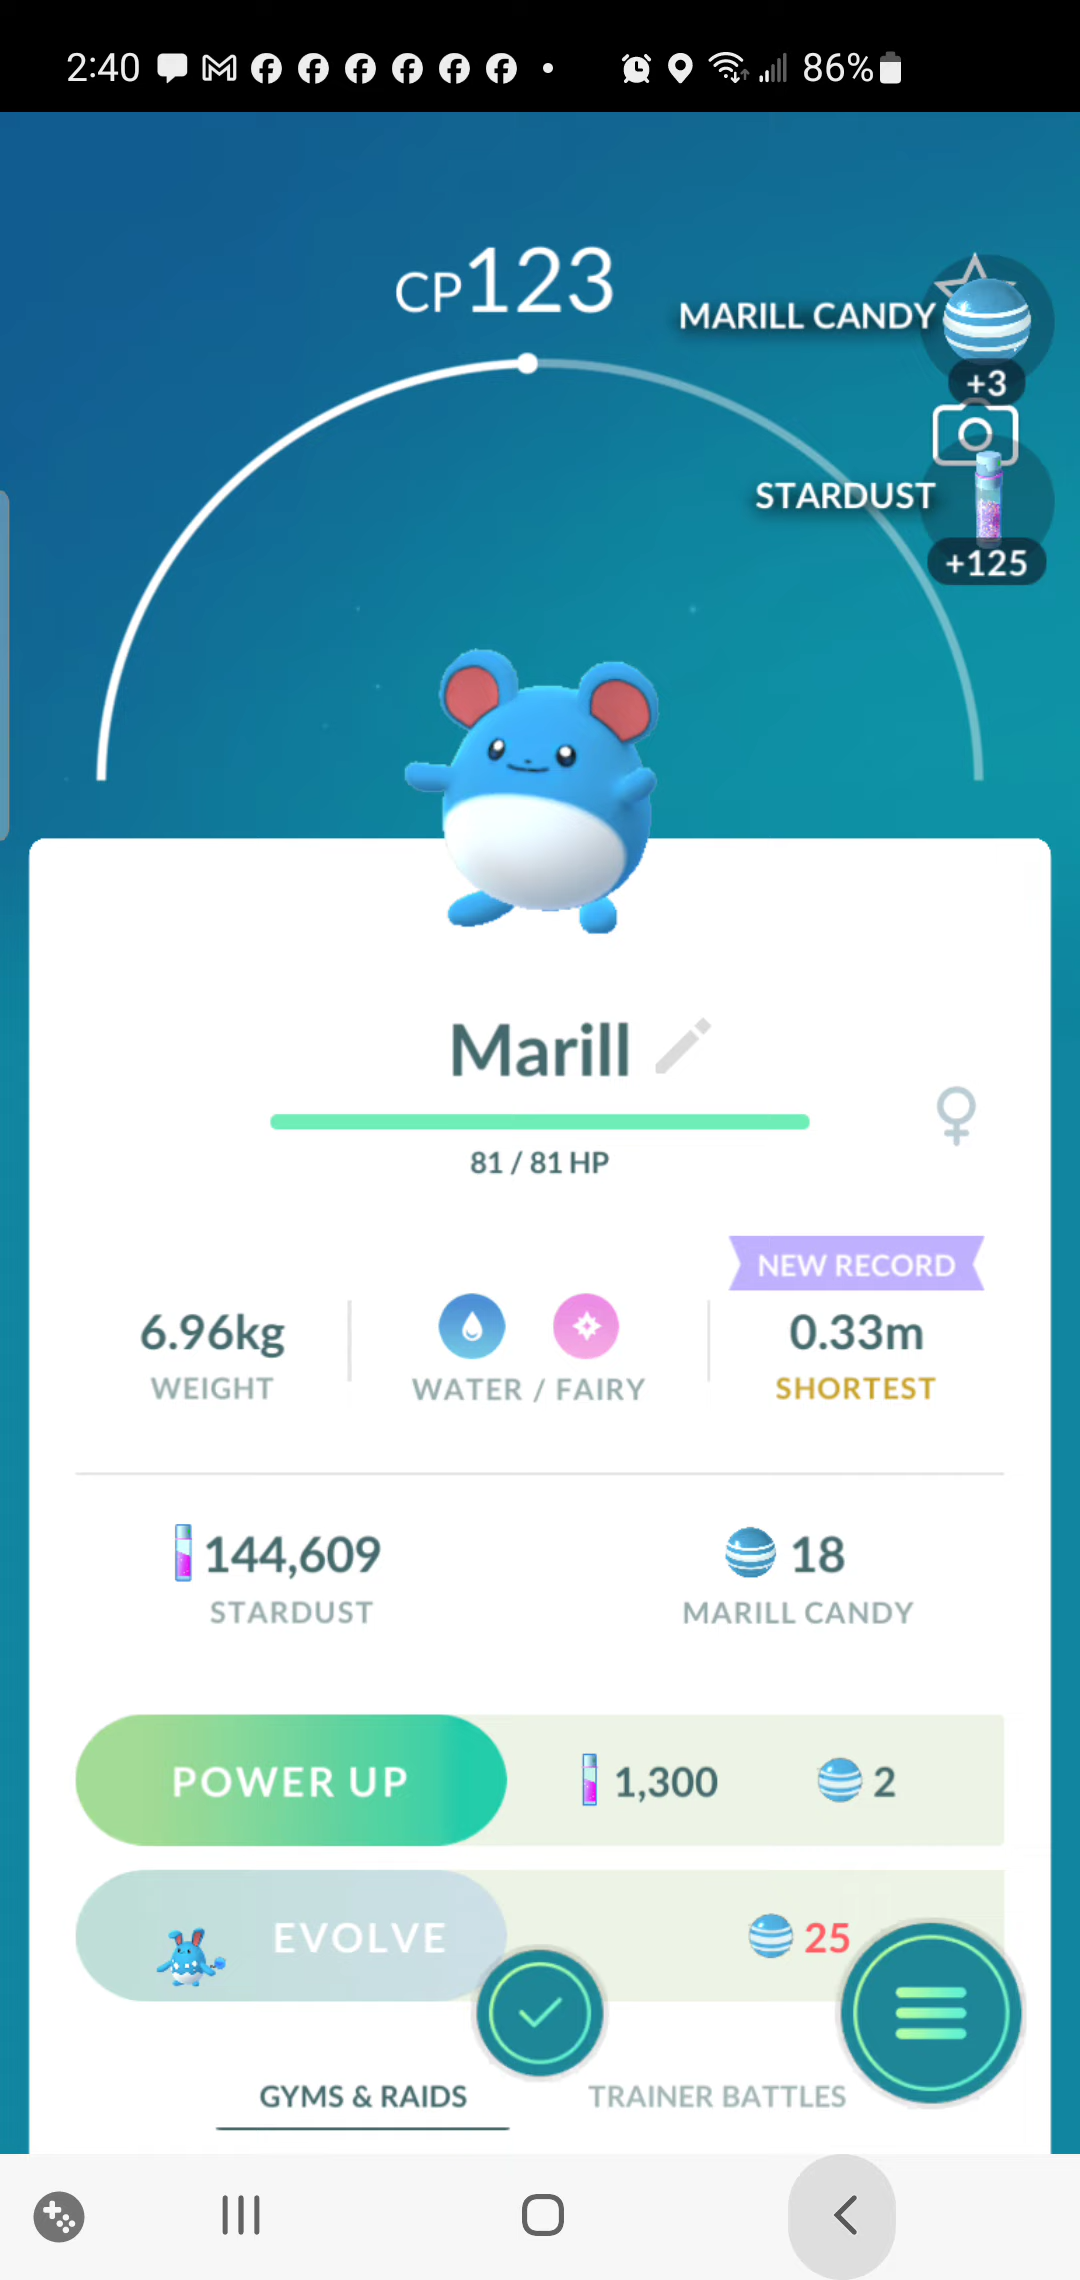 2:40 86%
CP123
MARILL CANDY
+3
STARDUST
+125
Marill
81 / 81 HP
NEW RECORD
6.96kg
WEIGHT
WATER / FAIRY
0.33m
SHORTEST
144,609
STARDUST
18
MARILL CANDY
POWER UP 1,300 2
EVOLVE 25
GYMS & RAIDS TRAINER BATTLES